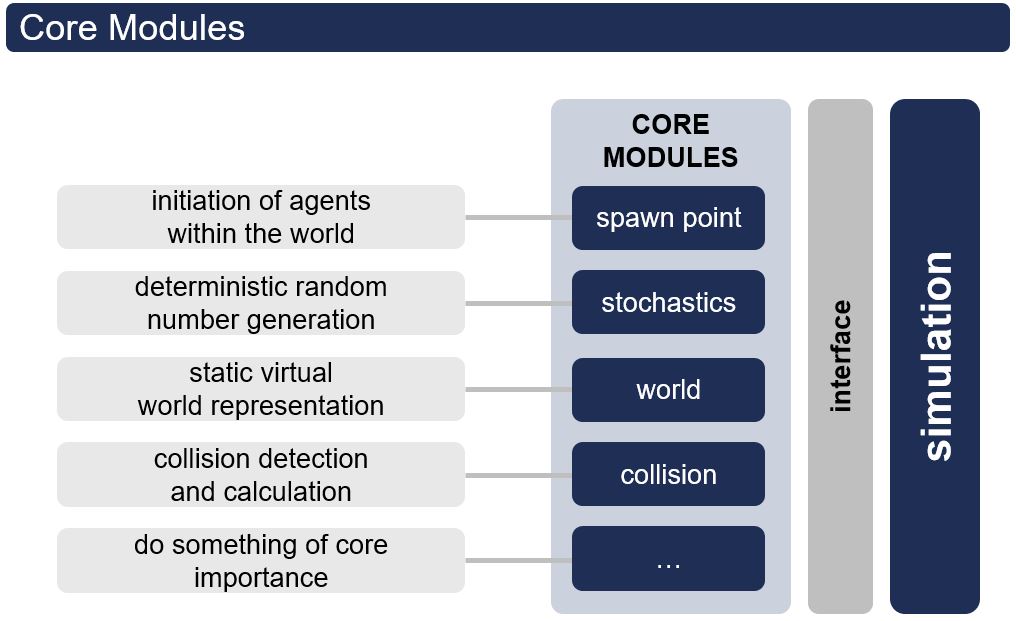 Core Modules
CORE
MODULES
initiation of agents
within the world
spawn point
deterministic random
number generation
stochastics
static virtual
world representation
world
collision detection
and calculation
collision
do something of core
importance
…
interface
simulation